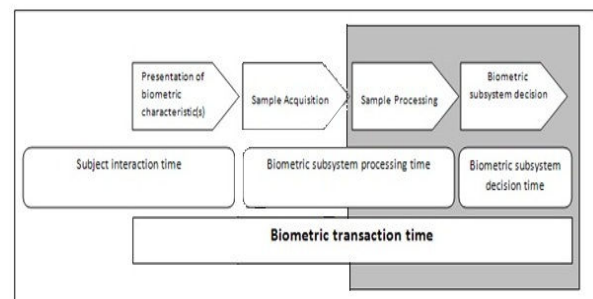 Presentation of
biometric
characteristic(s)
Sample Acquisition
Sample Processing
Biometric
subsystem decision
Subject interaction time
Biometric subsystem processing time
Biometric subsystem
decision time
Biometric transaction time